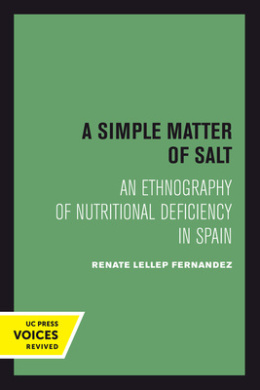 A SIMPLE MATTER
OF SALT
AN ETHNOGRAPHY
OF NUTRITIONAL DEFICIENCY
IN SPAIN
RENATE LELLEP FERNANDEZ
UC PRESS
VOICES
REVIVED